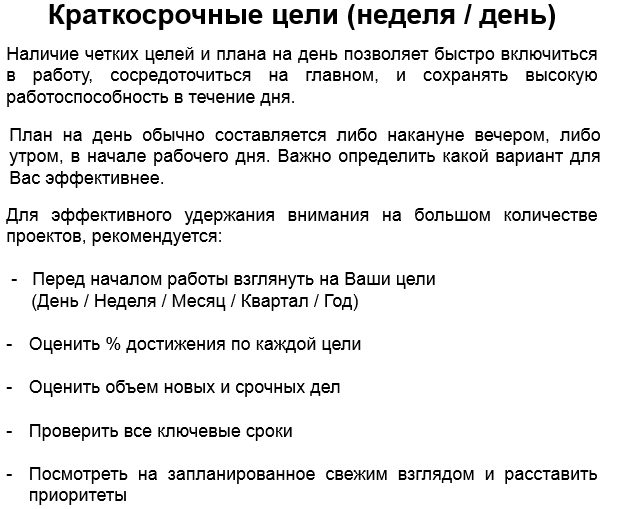 Краткосрочные цели (неделя / день)
Наличие четких целей и плана на день позволяет быстро включиться
в работу, сосредоточиться на главном, и сохранять высокую
работоспособность в течение дня.
План на день обычно составляется либо накануне вечером, либо
утром, в начале рабочего дня. Важно определить какой вариант для
Вас эффективнее.
Для эффективного удержания внимания на большом количестве
проектов, рекомендуется:
- Перед началом работы взглянуть на Ваши цели
(День / Неделя / Месяц / Квартал / Год)
- Оценить % достижения по каждой цели
- Оценить объем новых и срочных дел
- Проверить все ключевые сроки
- Посмотреть на запланированное свежим взглядом и расставить
приоритеты